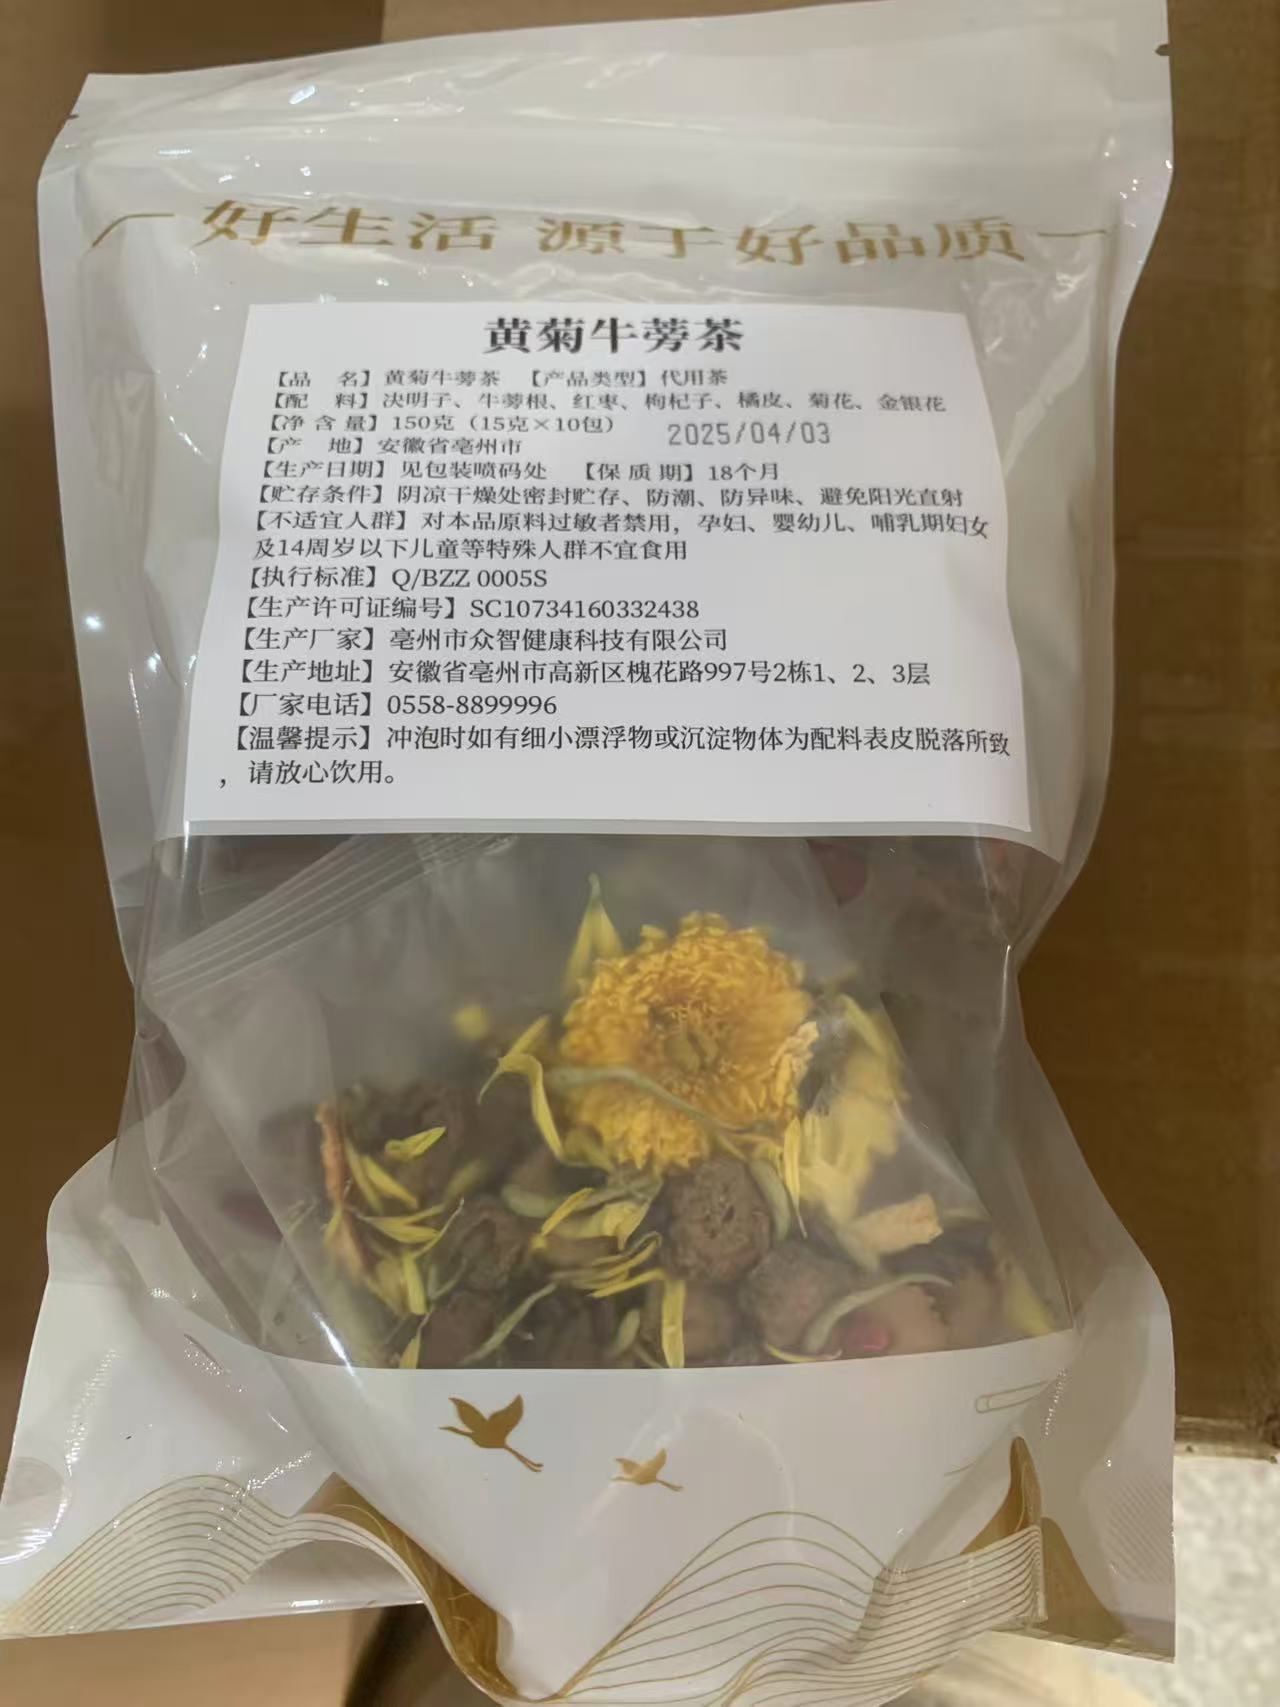 好生活 源于好品质
黄菊牛蒡茶
【品 名】黄菊牛蒡茶 【产品类型】代用茶
【配 料】决明子、牛蒡根、红枣、枸杞子、橘皮、菊花、金银花
【净 含 量】150克（15克×10包）
2025/04/03
【产 地】安徽省亳州市
【生产日期】见包装喷码处 【保 质 期】18个月
【贮存条件】阴凉干燥处密封贮存、防潮、防异味、避免阳光直射
【不适宜人群】对本品原料过敏者禁用，孕妇、婴幼儿、哺乳期妇女
及14周岁以下儿童等特殊人群不宜食用
【执行标准】Q/BZZ 0005S
【生产许可证编号】SC10734160332438
【生产厂家】亳州市众智健康科技有限公司
【生产地址】安徽省亳州市高新区槐花路997号2栋1、2、3层
【厂家电话】0558-8899996
【温馨提示】冲泡时如有细小漂浮物或沉淀物体为配料表皮脱落所致
，请放心饮用。